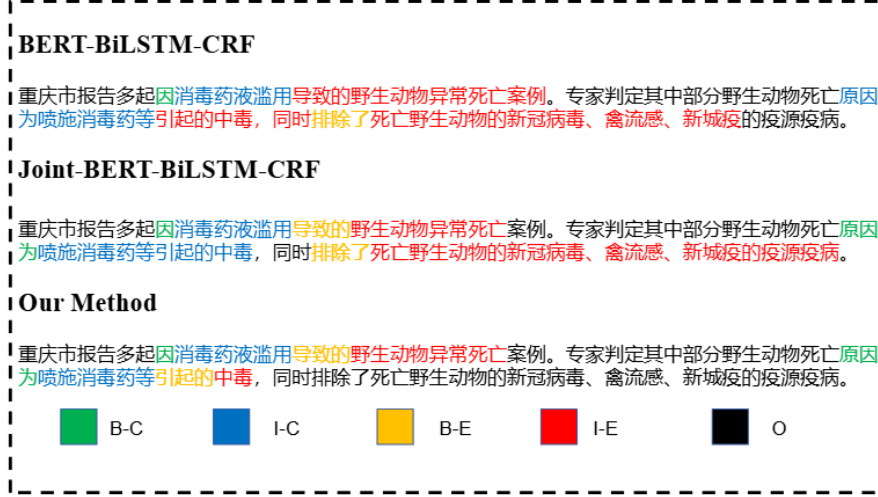 BERT-BiLSTM-CRF
重庆市报告多起因消毒药液滥用导致的野生动物异常死亡案例。专家判定其中部分野生动物死亡原因
为喷施消毒药等引起的中毒，同时排除了死亡野生动物的新冠病毒、禽流感、新城疫的疫源疫病。
Joint-BERT-BiLSTM-CRF
重庆市报告多起因消毒药液滥用导致的野生动物异常死亡案例。专家判定其中部分野生动物死亡原因
为喷施消毒药等引起的中毒，同时排除了死亡野生动物的新冠病毒、禽流感、新城疫的疫源疫病。
Our Method
重庆市报告多起因消毒药液滥用导致的野生动物异常死亡案例。专家判定其中部分野生动物死亡原因
为喷施消毒药等引起的中毒，同时排除了死亡野生动物的新冠病毒、禽流感、新城疫的疫源疫病。
B-C I-C B-E I-E O